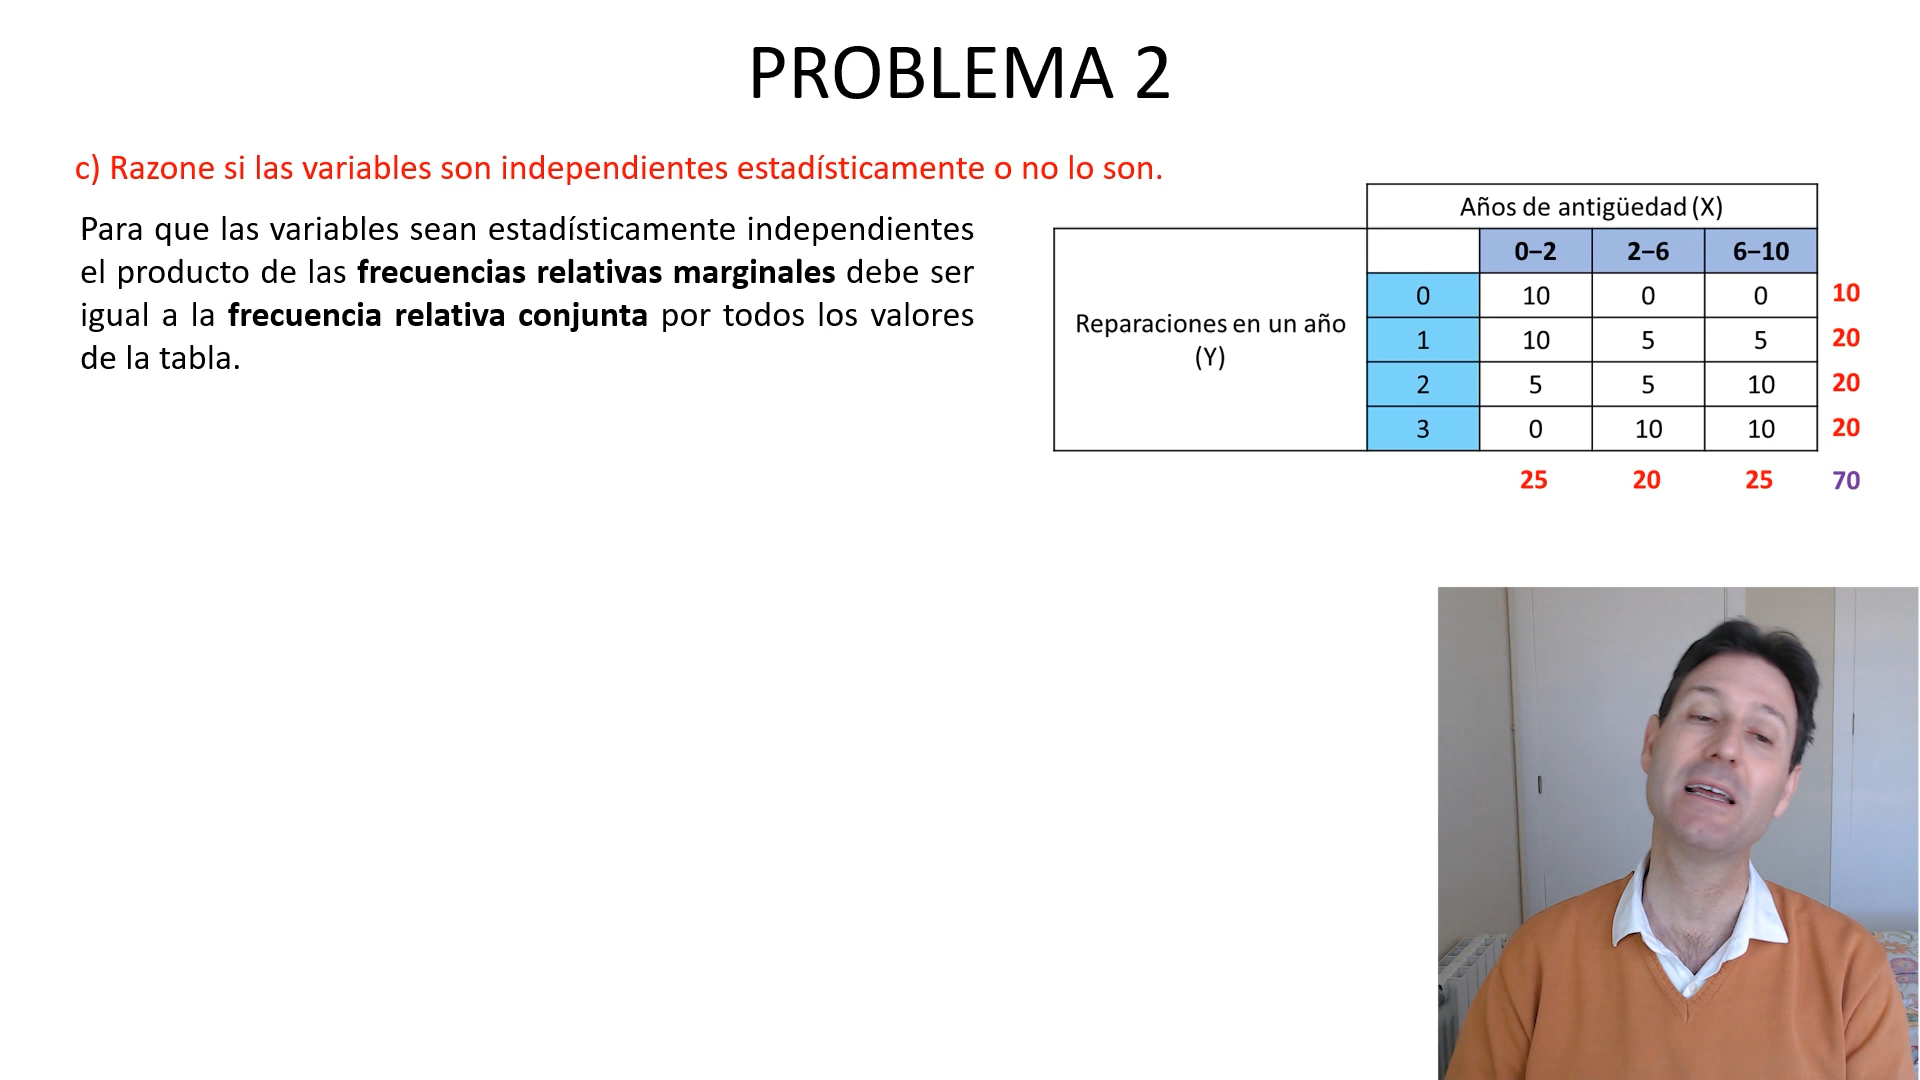 PROBLEMA 2
c) Razone si las variables son independientes estadísticamente o no lo son.
Para que las variables sean estadísticamente independientes
el producto de las frecuencias relativas marginales debe ser
igual a la frecuencia relativa conjunta por todos los valores
de la tabla.
Años de antigüedad (X)
0–2 2–6 6–10
Reparaciones en un año
(Y)
0 10 0 0 10
1 10 5 5 20
2 5 5 10 20
3 0 10 10 20
25 20 25 70